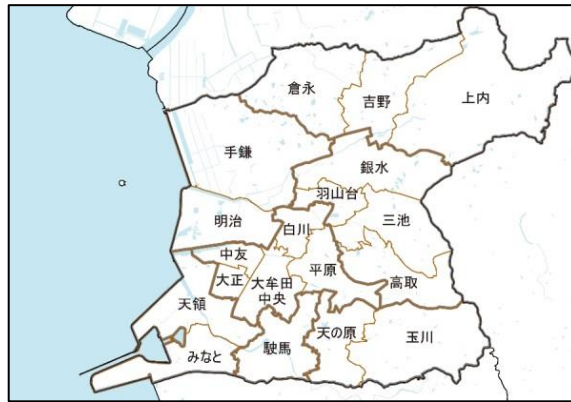 倉永
吉野
上内
手鎌
銀水
羽山台
三池
明治
白川
中友
平原
大正
大牟田
中央
高取
天領
天の原
玉川
駛馬
みなと